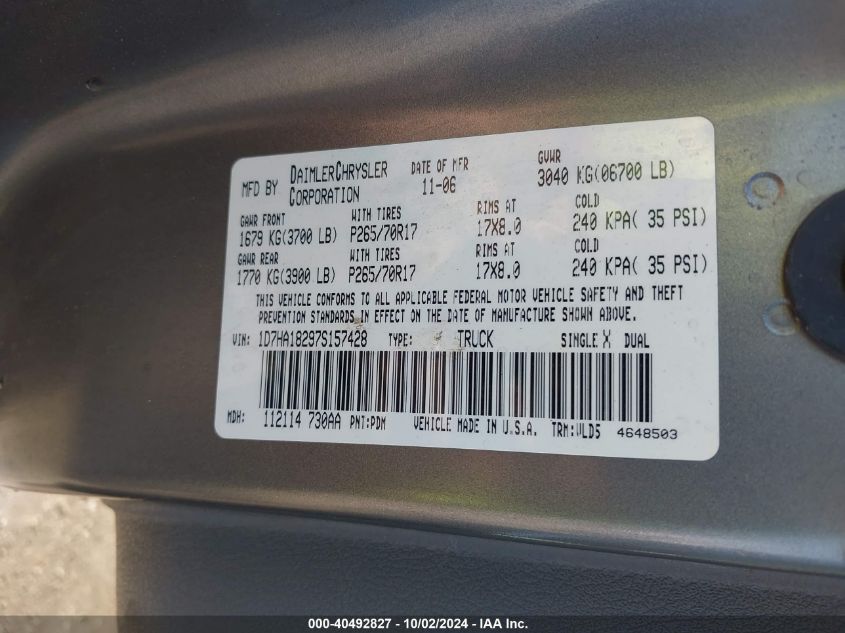 MFD BY DAIMLERCHRYSLER CORPORATION DATE OF MFR 11-06 GVWR 3040 KG(06700 LB)
GAWR FRONT WITH TIRES RIMS AT COLD
1679 KG(3700 LB) P265/70R17 17X8.0 240 KPA( 35 PSI)
GAWR REAR WITH TIRES RIMS AT COLD
1770 KG(3900 LB) P265/70R17 17X8.0 240 KPA( 35 PSI)
THIS VEHICLE CONFORMS TO ALL APPLICABLE FEDERAL MOTOR VEHICLE SAFETY AND THEFT
PREVENTION STANDARDS IN EFFECT ON THE DATE OF MANUFACTURE SHOWN ABOVE.
VIN: 1D7HA18297S157428 TYPE: TRUCK SINGLE X DUAL
MDH: 112114 730AA PNT:PDM VEHICLE MADE IN U.S.A. TRM:VLD5 4648503
000-40492827 - 10/02/2024 - IAA Inc.